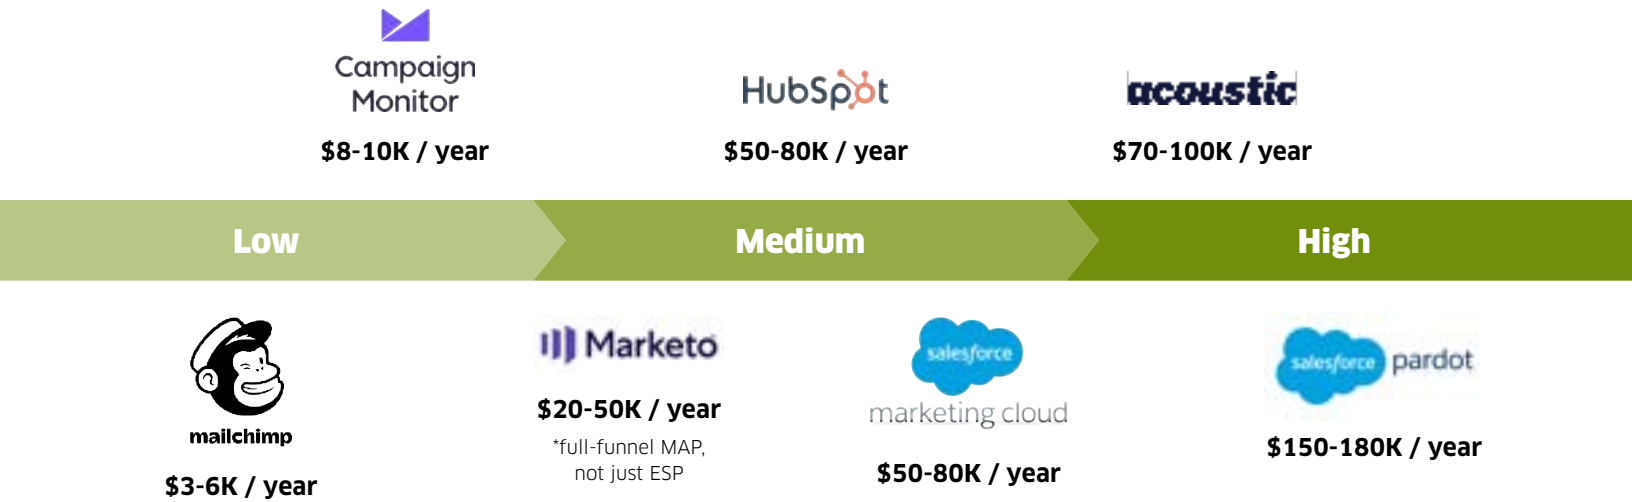 Campaign
Monitor
$8-10K / year
HubSpot
$50-80K / year
acoustic
$70-100K / year
Low
Medium
High
mailchimp
$3-6K / year
Marketo
$20-50K / year
*full-funnel MAP,
not just ESP
salesforce
marketing cloud
$50-80K / year
salesforce pardot
$150-180K / year